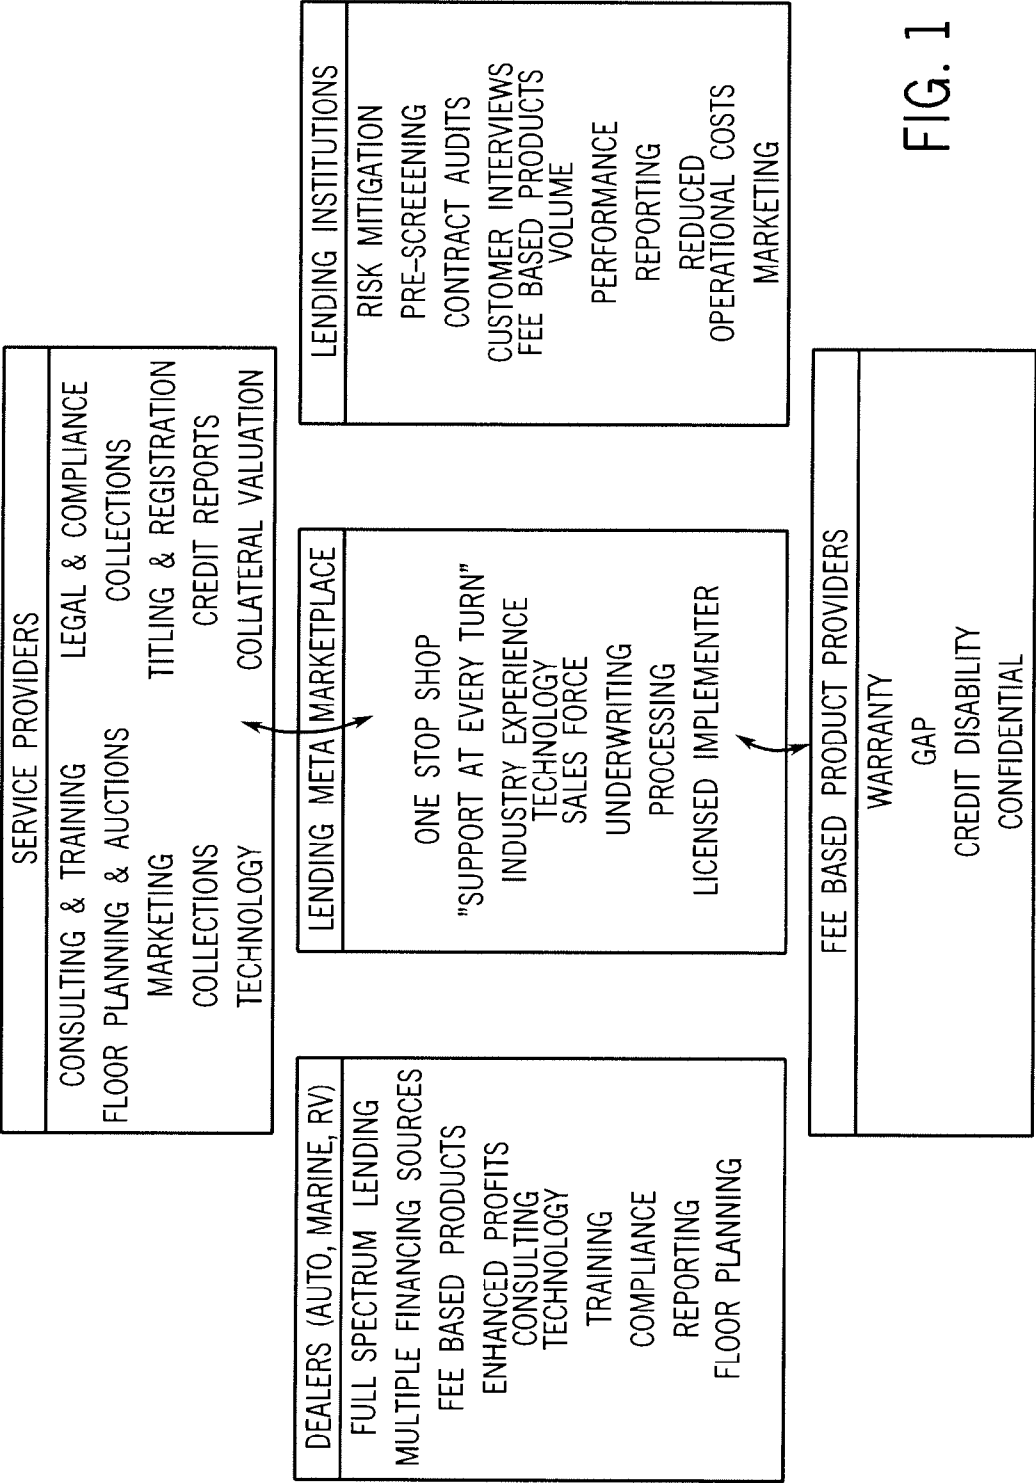 SERVICE PROVIDERS
CONSULTING & TRAINING
FLOOR PLANNING & AUCTIONS
MARKETING
COLLECTIONS
TECHNOLOGY
LEGAL & COMPLIANCE
COLLECTIONS
TITLING & REGISTRATION
CREDIT REPORTS
COLLATERAL VALUATION
DEALERS (AUTO, MARINE, RV)
FULL SPECTRUM LENDING
MULTIPLE FINANCING SOURCES
FEE BASED PRODUCTS
ENHANCED PROFITS
CONSULTING
TECHNOLOGY
TRAINING
COMPLIANCE
REPORTING
FLOOR PLANNING
LENDING META MARKETPLACE
ONE STOP SHOP
"SUPPORT AT EVERY TURN"
INDUSTRY EXPERIENCE
TECHNOLOGY
SALES FORCE
UNDERWRITING
PROCESSING
LICENSED IMPLEMENTER
LENDING INSTITUTIONS
RISK MITIGATION
PRE-SCREEENING
CONTRACT AUDITS
CUSTOMER INTERVIEWS
FEE BASED PRODUCTS
VOLUME
PERFORMANCE
REPORTING
REDUCED
OPERATIONAL COSTS
MARKETING
FEE BASED PRODUCT PROVIDERS
WARRANTY
GAP
CREDIT DISABILITY
CONFIDENTIAL
FIG. 1